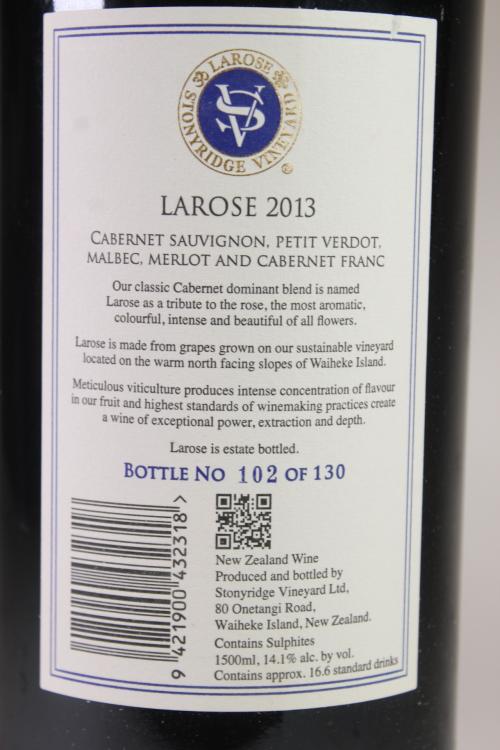 LAROSE
STONYRIDGE VINEYARD
SV
®
LAROSE 2013
CABERNET SAUVIGNON, PETIT VERDOT,
MALBEC, MERLOT AND CABERNET FRANC
Our classic Cabernet dominant blend is named
Larose as a tribute to the rose, the most aromatic,
colourful, intense and beautiful of all flowers.
Larose is made from grapes grown on our sustainable vineyard
located on the warm north facing slopes of Waiheke Island.
Meticulous viticulture produces intense concentration of flavour
in our fruit and highest standards of winemaking practices create
a wine of exceptional power, extraction and depth.
Larose is estate bottled.
BOTTLE NO 102 OF 130
9 421900 432318 >
New Zealand Wine
Produced and bottled by
Stonyridge Vineyard Ltd,
80 Onetangi Road,
Waiheke Island, New Zealand.
Contains Sulphites
1500ml, 14.1% alc. by vol.
Contains approx. 16.6 standard drinks